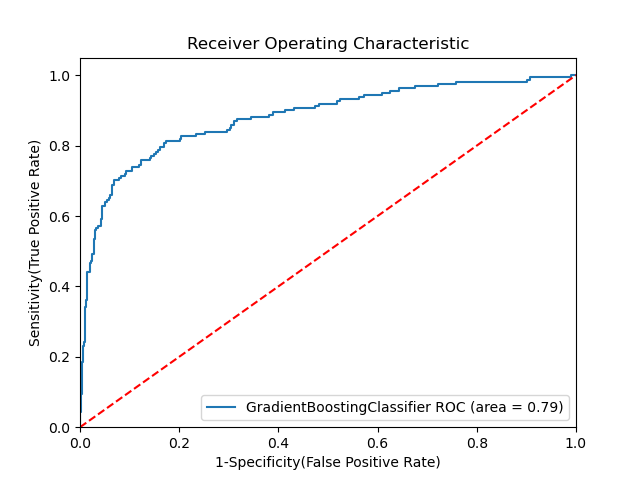 Receiver Operating Characteristic
1.0
0.8
0.6
0.4
0.2
0.0
Sensitivity(True Positive Rate)
GradientBoostingClassifier ROC (area = 0.79)
0.0 0.2 0.4 0.6 0.8 1.0
1-Specificity(False Positive Rate)